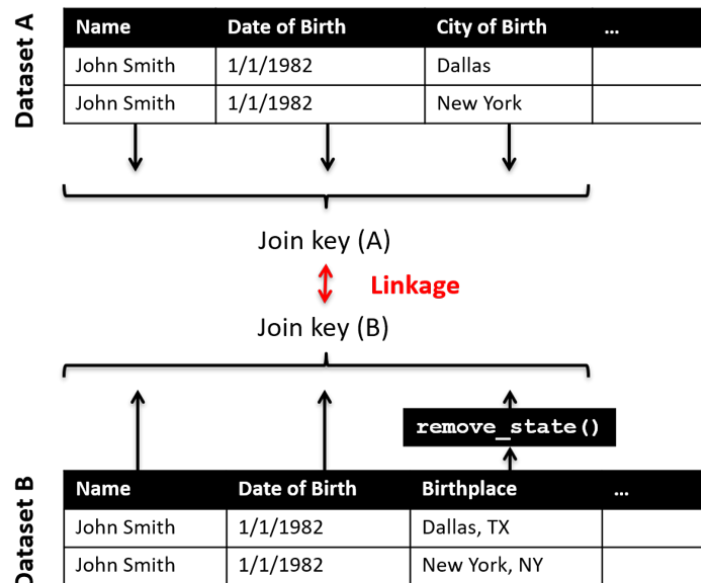 Dataset A
Name Date of Birth City of Birth ...
John Smith 1/1/1982 Dallas
John Smith 1/1/1982 New York
Join key (A)
Linkage
Join key (B)
remove_state()
Dataset B
Name Date of Birth Birthplace ...
John Smith 1/1/1982 Dallas, TX
John Smith 1/1/1982 New York, NY